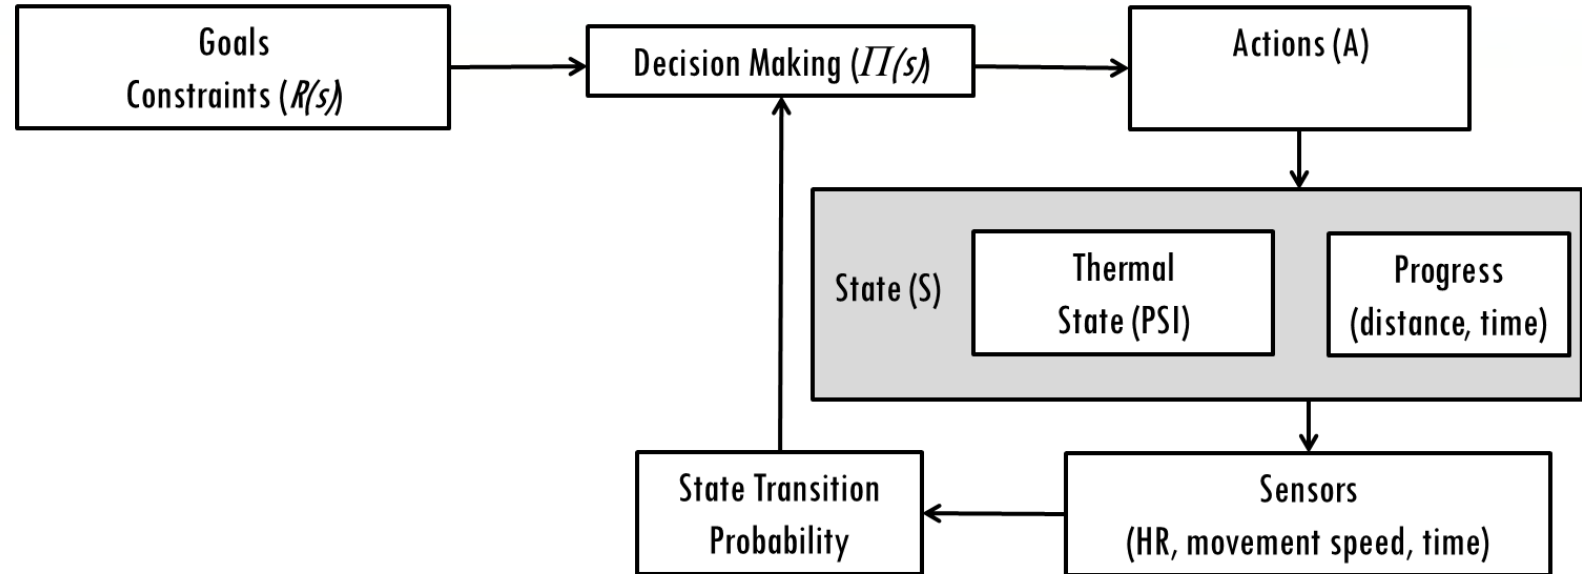 Goals
Constraints (R(s))
Decision Making (Π(s))
Actions (A)
State (S)
Thermal
State (PSI)
Progress
(distance, time)
State Transition
Probability
Sensors
(HR, movement speed, time)